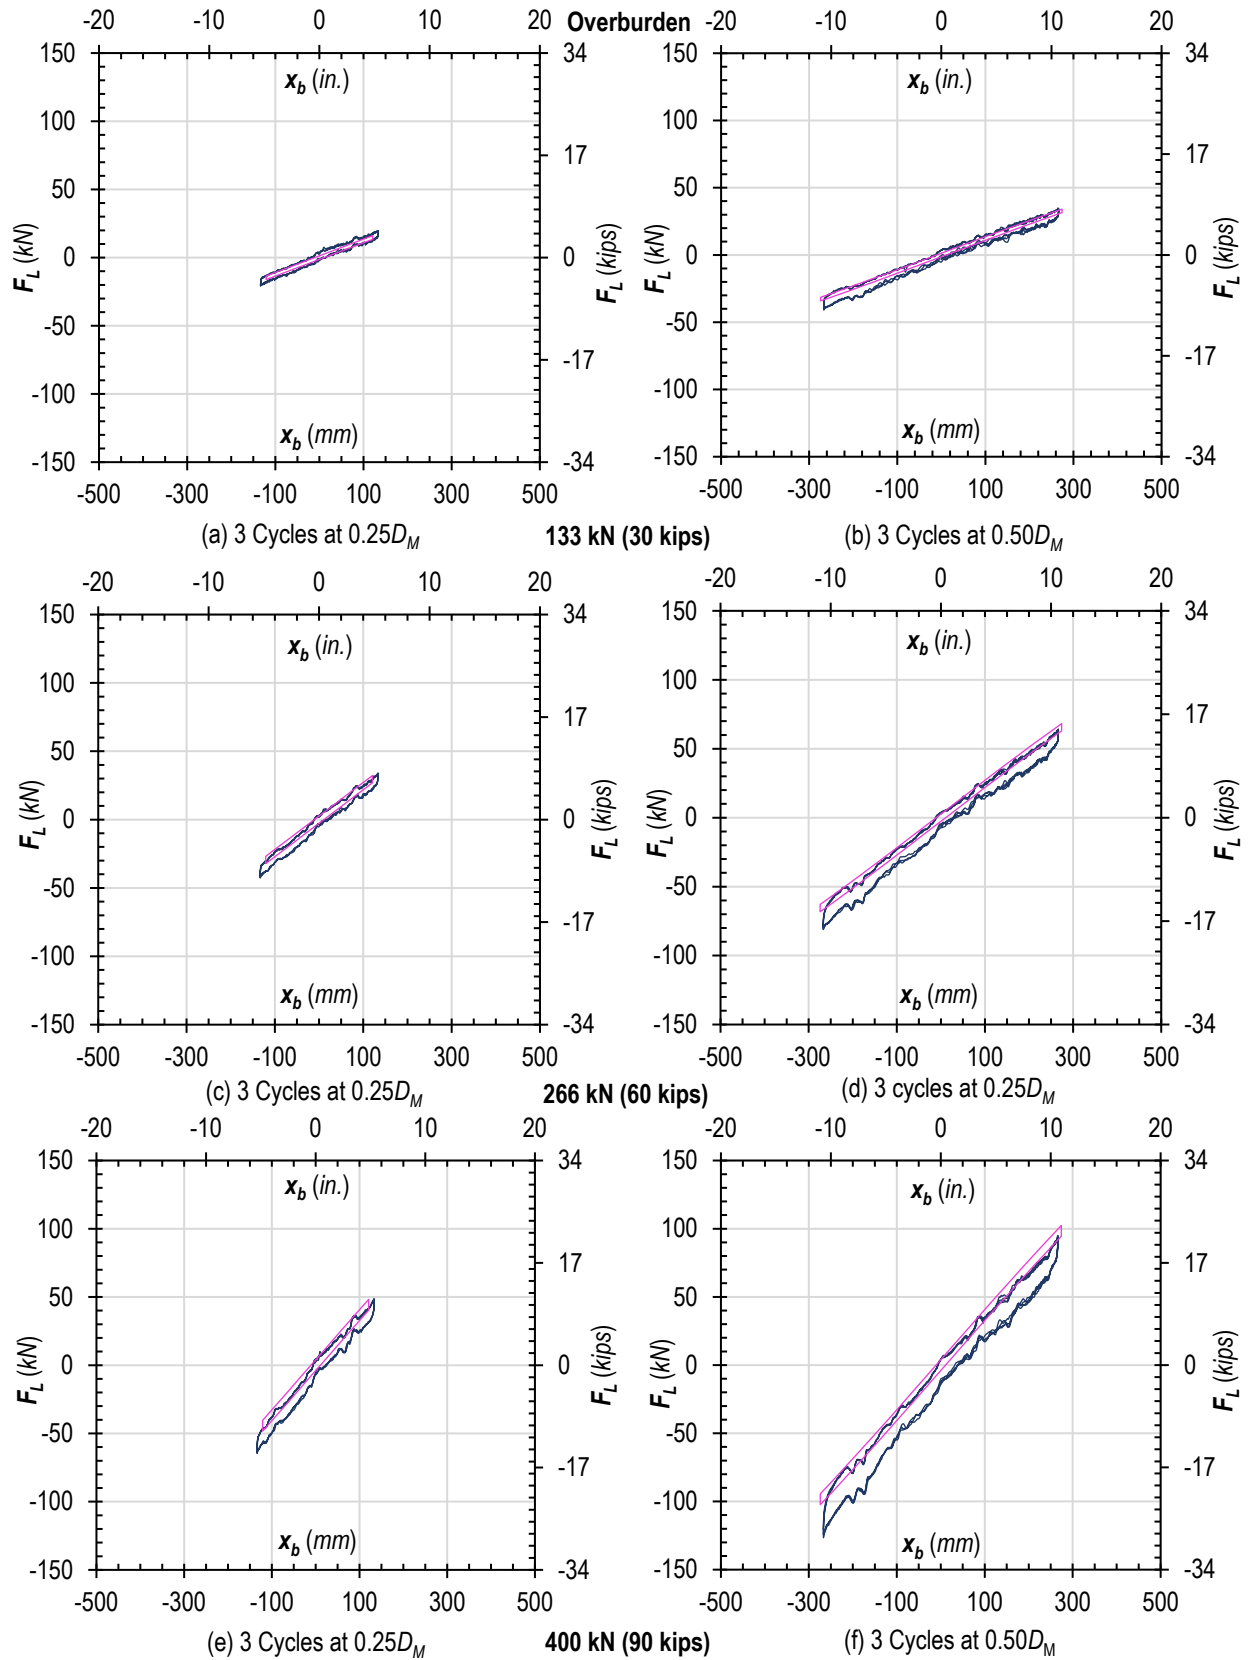 -20 -10 0 10 20 Overburden -20 -10 0 10 20
150 34 150 34
x_b (in.) x_b (in.)
100 100
17 17
50 50
F_L (kN) 0 0 F_L (kips) F_L (kN) 0 0 F_L (kips)
-50 -50
-17 -17
-100 -100
x_b (mm) x_b (mm)
-150 -34 -150 -34
-500 -300 -100 100 300 500 -500 -300 -100 100 300 500
(a) 3 Cycles at 0.25D_M 133 kN (30 kips) (b) 3 Cycles at 0.50D_M
-20 -10 0 10 20 -20 -10 0 10 20
150 34 150 34
x_b (in.) x_b (in.)
100 100
17 17
50 50
F_L (kN) 0 0 F_L (kips) F_L (kN) 0 0 F_L (kips)
-50 -50
-17 -17
-100 -100
x_b (mm) x_b (mm)
-150 -34 -150 -34
-500 -300 -100 100 300 500 -500 -300 -100 100 300 500
(c) 3 Cycles at 0.25D_M 266 kN (60 kips) (d) 3 cycles at 0.25D_M
-20 -10 0 10 20 -20 -10 0 10 20
150 34 150 34
x_b (in.) x_b (in.)
100 100
17 17
50 50
F_L (kN) 0 0 F_L (kips) F_L (kN) 0 0 F_L (kips)
-50 -50
-17 -17
-100 -100
x_b (mm) x_b (mm)
-150 -34 -150 -34
-500 -300 -100 100 300 500 -500 -300 -100 100 300 500
(e) 3 Cycles at 0.25D_M 400 kN (90 kips) (f) 3 Cycles at 0.50D_M